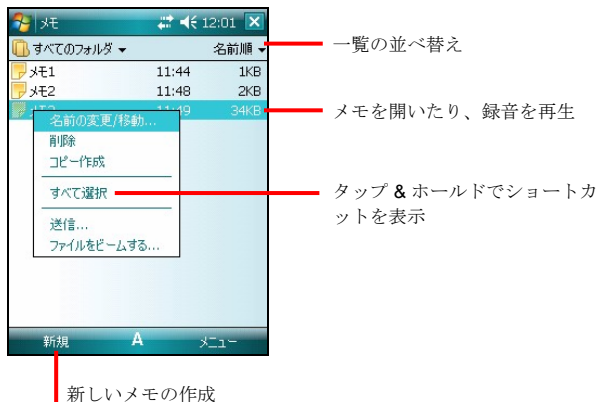 メモ 12:01
すべてのフォルダ 名前順
メモ1 11:44 1KB
メモ2 11:48 2KB
11:49 34KB
名前の変更/移動...
削除
コピー作成
すべて選択
送信...
ファイルをビームする...
新規 A メニュー
一覧の並べ替え
メモを開いたり、録音を再生
タップ & ホールドでショートカ
ットを表示
新しいメモの作成